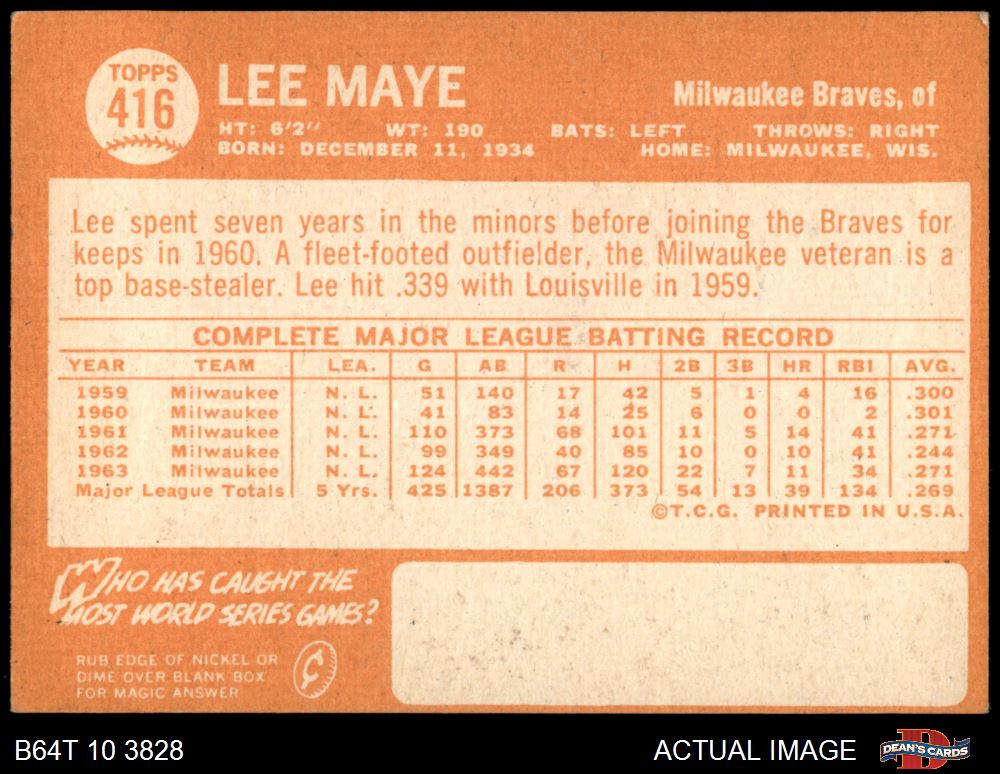 TOPPS
416
LEE MAYE
Milwaukee Braves, of
HT: 6'2" WT: 190 BATS: LEFT THROWS: RIGHT
BORN: DECEMBER 11, 1934 HOME: MILWAUKEE, WIS.
Lee spent seven years in the minors before joining the Braves for
keeps in 1960. A fleet-footed outfielder, the Milwaukee veteran is a
top base-stealer. Lee hit .339 with Louisville in 1959.
COMPLETE MAJOR LEAGUE BATTING RECORD
YEAR TEAM LEA. G AB R H 2B 3B HR RBI AVG.
1959 Milwaukee N. L. 51 140 17 42 5 1 4 16 .300
1960 Milwaukee N. L. 41 83 14 25 6 0 0 2 .301
1961 Milwaukee N. L. 110 373 68 101 11 5 14 41 .271
1962 Milwaukee N. L. 99 349 40 85 10 0 10 41 .244
1963 Milwaukee N. L. 124 442 67 120 22 7 11 34 .271
Major League Totals 5 Yrs. 425 1387 206 373 54 13 39 134 .269
©T.C.G. PRINTED IN U.S.A.
WHO HAS CAUGHT THE
MOST WORLD SERIES GAMES?
RUB EDGE OF NICKEL OR
DIME OVER BLANK BOX
FOR MAGIC ANSWER
¢
B64T 10 3828 ACTUAL IMAGE DEAN'S CARDS